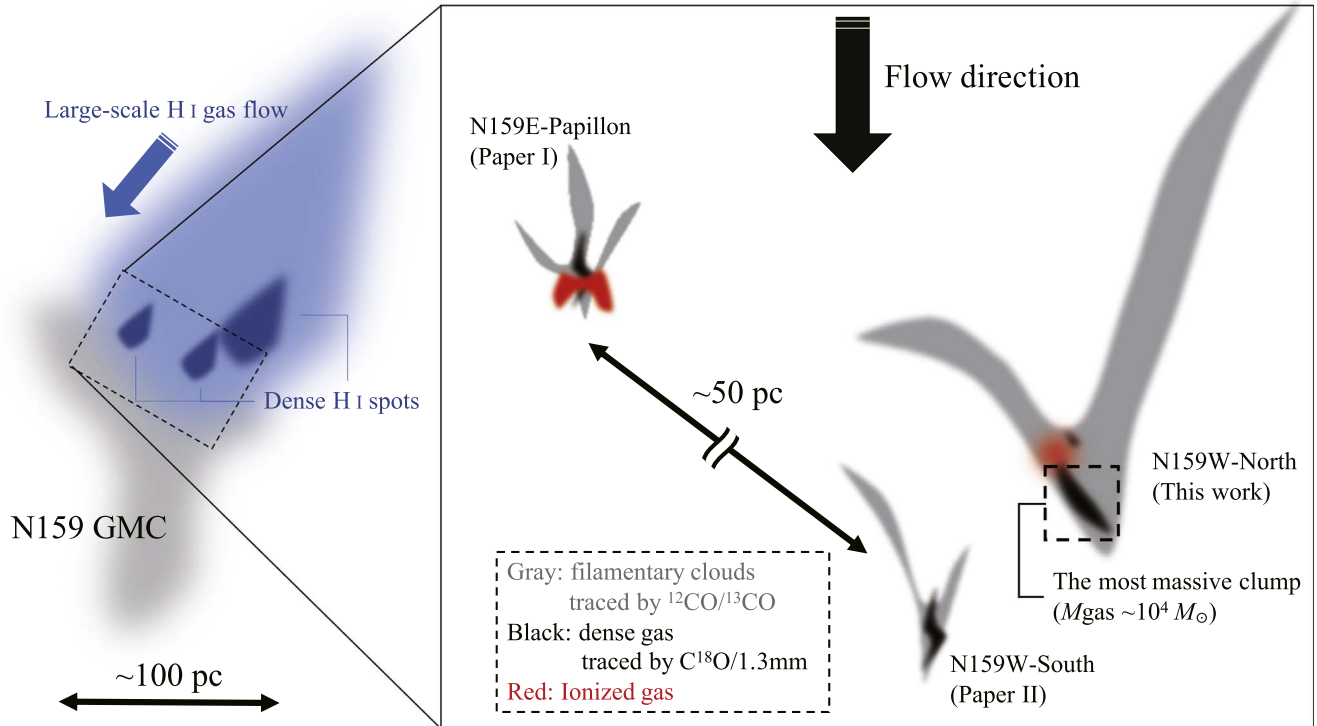 Large-scale H I gas flow
Dense H I spots
N159 GMC
~100 pc
Flow direction
N159E-Papillon
(Paper I)
~50 pc
N159W-North
(This work)
The most massive clump
(Mgas ~10⁴ M☉)
N159W-South
(Paper II)
Gray: filamentary clouds
traced by ¹²CO/¹³CO
Black: dense gas
traced by C¹⁸O/1.3mm
Red: Ionized gas